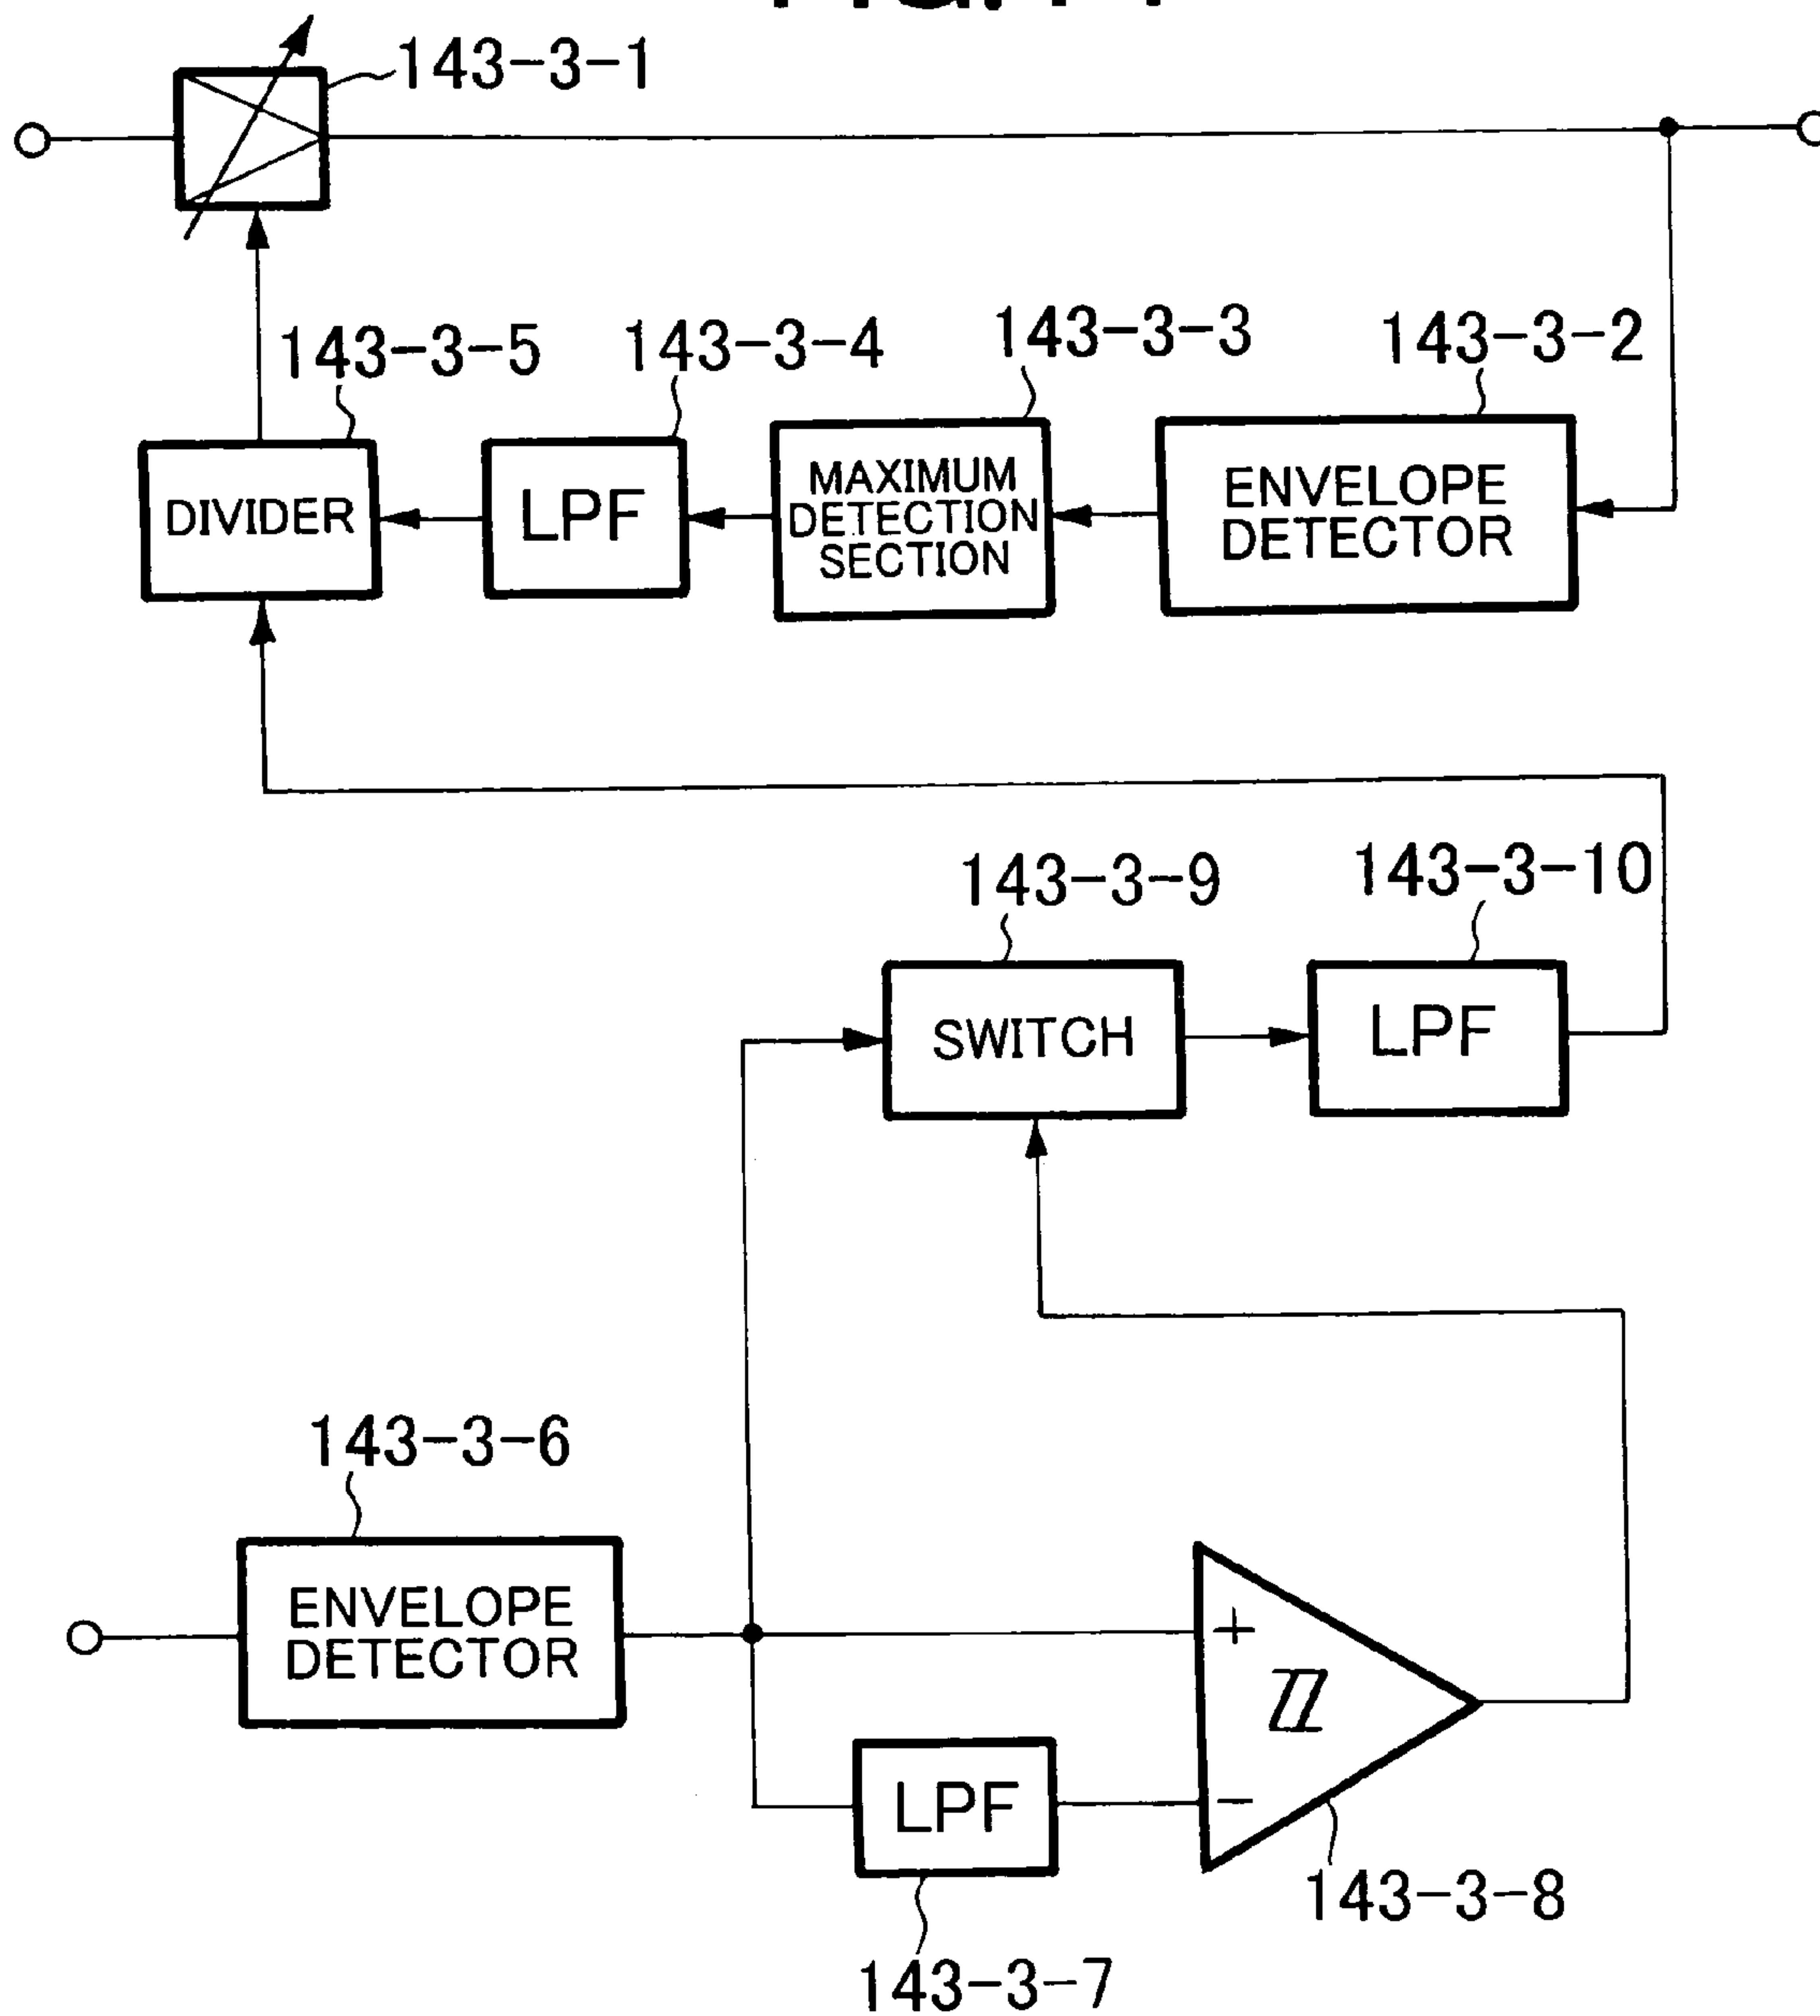 143-3-1
143-3-5
143-3-4
143-3-3
143-3-2
DIVIDER
LPF
MAXIMUM
DETECTION
SECTION
ENVELOPE
DETECTOR
143-3-9
143-3-10
SWITCH
LPF
143-3-6
ENVELOPE
DETECTOR
+
LPF
−
143-3-8
143-3-7